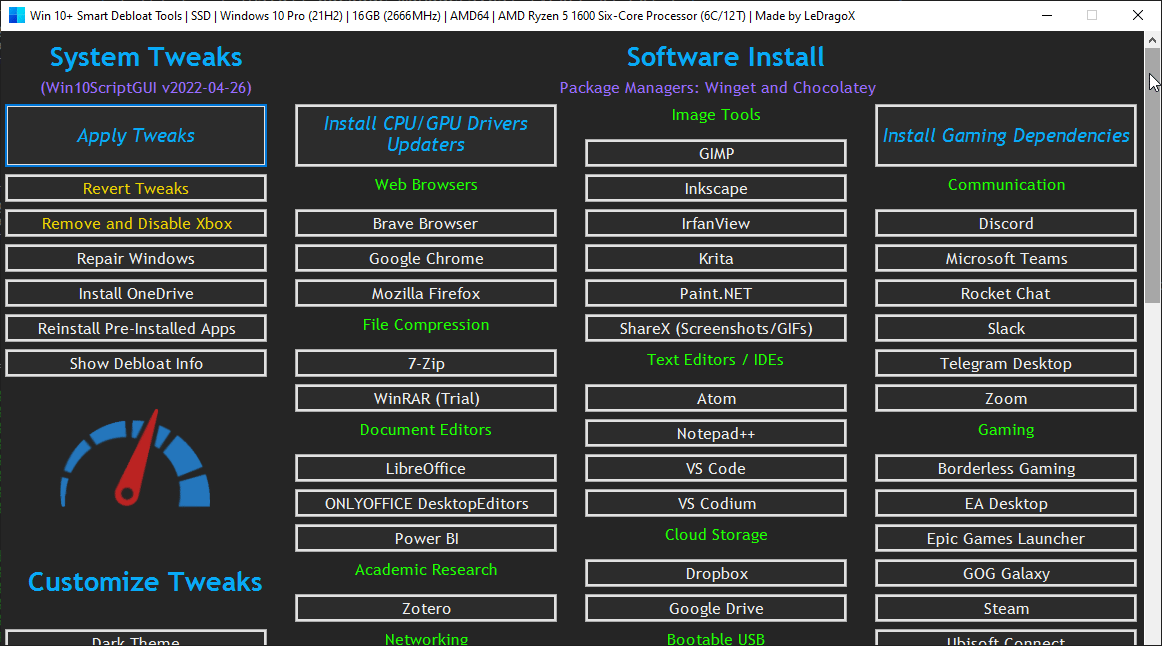 Win 10+ Smart Debloat Tools | SSD | Windows 10 Pro (21H2) | 16GB (2666MHz) | AMD64 | AMD Ryzen 5 1600 Six-Core Processor (6C/12T) | Made by LeDragoX
System Tweaks
(Win10ScriptGUI v2022-04-26)
Apply Tweaks
Revert Tweaks
Remove and Disable Xbox
Repair Windows
Install OneDrive
Reinstall Pre-Installed Apps
Show Debloat Info
Customize Tweaks
Dark Theme
Software Install
Package Managers: Winget and Chocolatey
Install CPU/GPU Drivers
Updaters
Web Browsers
Brave Browser
Google Chrome
Mozilla Firefox
File Compression
7-Zip
WinRAR (Trial)
Document Editors
LibreOffice
ONLYOFFICE DesktopEditors
Power BI
Academic Research
Zotero
Networking
Image Tools
GIMP
Inkscape
IrfanView
Krita
Paint.NET
ShareX (Screenshots/GIFs)
Text Editors / IDEs
Atom
Notepad++
VS Code
VS Codium
Cloud Storage
Dropbox
Google Drive
Bootable USB
Install Gaming Dependencies
Communication
Discord
Microsoft Teams
Rocket Chat
Slack
Telegram Desktop
Zoom
Gaming
Borderless Gaming
EA Desktop
Epic Games Launcher
GOG Galaxy
Steam
Ubisoft Connect